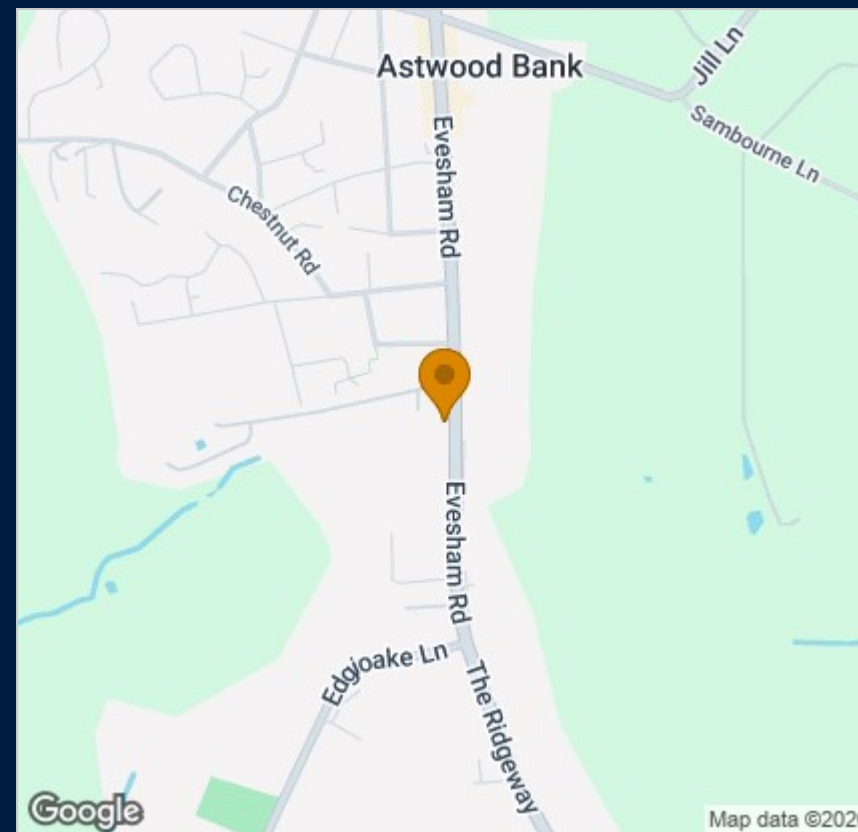 Astwood Bank
Jill Ln
Sambourne Ln
Evesham Rd
Chestnut Rd
Evesham Rd
Edgioake Ln
The Ridgeway
Google
Map data ©2026